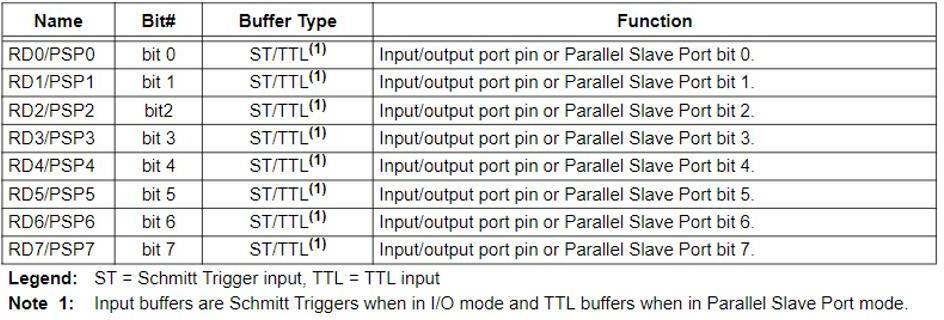 Name Bit# Buffer Type Function
RD0/PSP0 bit 0 ST/TTL(1) Input/output port pin or Parallel Slave Port bit 0.
RD1/PSP1 bit 1 ST/TTL(1) Input/output port pin or Parallel Slave Port bit 1.
RD2/PSP2 bit2 ST/TTL(1) Input/output port pin or Parallel Slave Port bit 2.
RD3/PSP3 bit 3 ST/TTL(1) Input/output port pin or Parallel Slave Port bit 3.
RD4/PSP4 bit 4 ST/TTL(1) Input/output port pin or Parallel Slave Port bit 4.
RD5/PSP5 bit 5 ST/TTL(1) Input/output port pin or Parallel Slave Port bit 5.
RD6/PSP6 bit 6 ST/TTL(1) Input/output port pin or Parallel Slave Port bit 6.
RD7/PSP7 bit 7 ST/TTL(1) Input/output port pin or Parallel Slave Port bit 7.
Legend: ST = Schmitt Trigger input, TTL = TTL input
Note 1: Input buffers are Schmitt Triggers when in I/O mode and TTL buffers when in Parallel Slave Port mode.